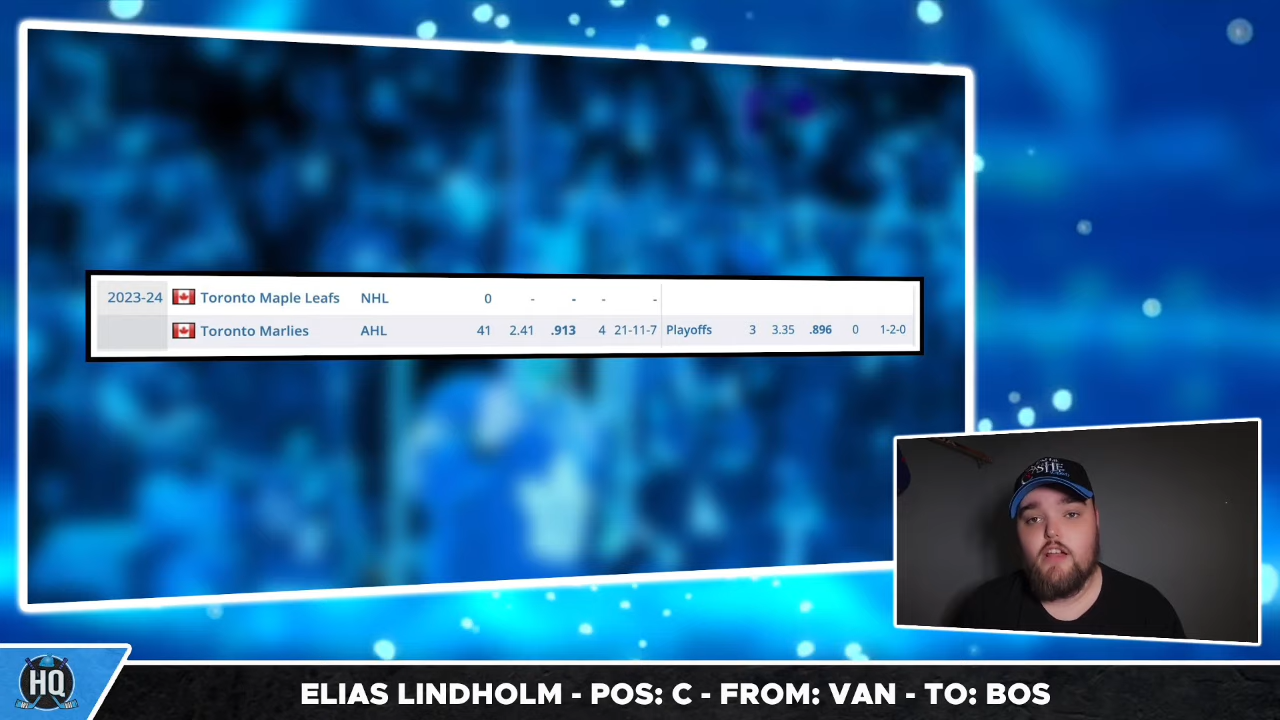 2023-24 Toronto Maple Leafs NHL 0 - - - -
Toronto Marlies AHL 41 2.41 .913 4 21-11-7 Playoffs 3 3.35 .896 0 1-2-0
HQ
ELIAS LINDHOLM - POS: C - FROM: VAN - TO: BOS